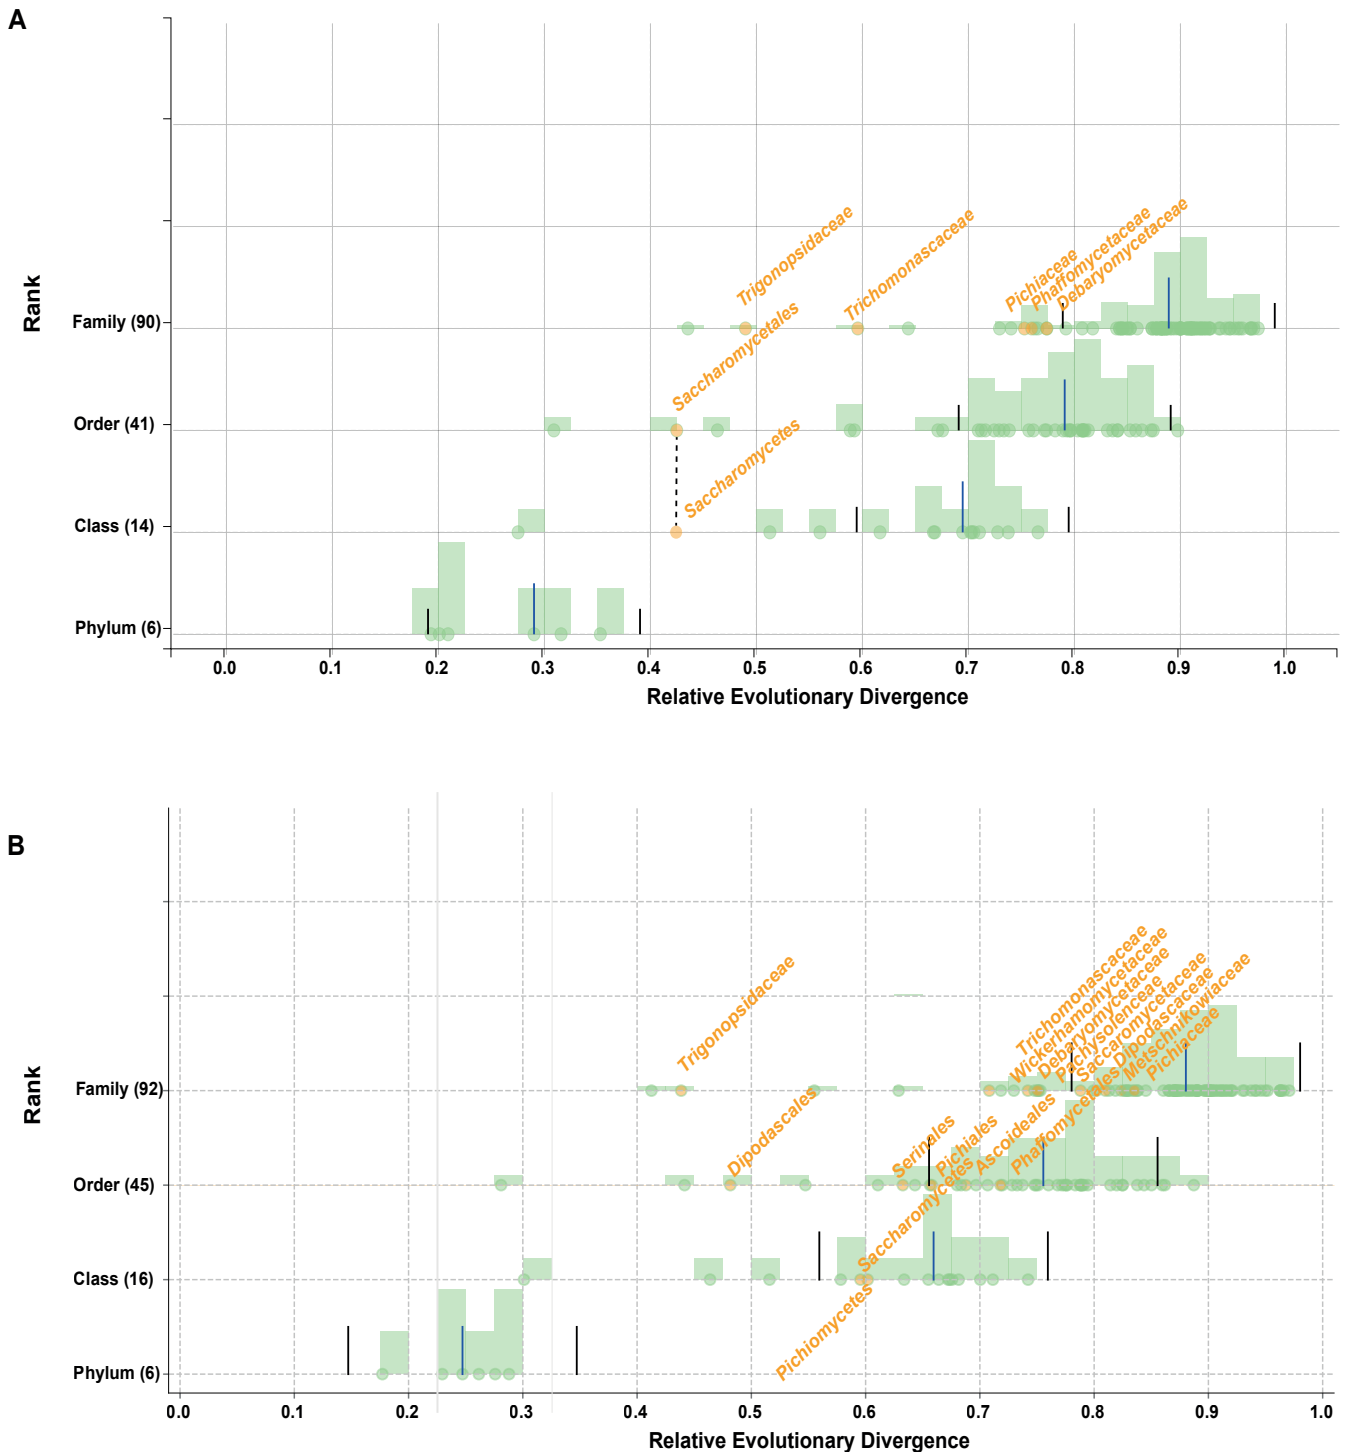 A
Rank
Trigonopsidaceae
Trichomonascaceae
Pichiaceae
Phaffomycetaceae
Debaryomycetaceae
Family (90)
Saccharomycetales
Order (41)
Saccharomycetes
Class (14)
Phylum (6)
0.0 0.1 0.2 0.3 0.4 0.5 0.6 0.7 0.8 0.9 1.0
Relative Evolutionary Divergence
B
Rank
Trigonopsidaceae
Trichomonascaceae
Wickerhamomycetaceae
Debaryomycetaceae
Pachysolenceae
Saccaromycetaceae
Dipodascaceae
Metschnikowiaceae
Pichiaceae
Family (92)
Dipodascales
Serinales
Pichiales
Ascoideales
Phaffomycetales
Order (45)
Saccharomycetes
Class (16)
Pichiomycetes
Phylum (6)
0.0 0.1 0.2 0.3 0.4 0.5 0.6 0.7 0.8 0.9 1.0
Relative Evolutionary Divergence